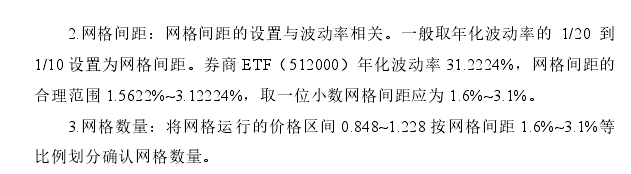 2.网格间距：网格间距的设置与波动率相关。一般取年化波动率的 1/20 到
1/10 设置为网格间距。券商 ETF（512000）年化波动率 31.2224%，网格间距的
合理范围 1.5622%~3.12224%，取一位小数网格间距应为 1.6%~3.1%。
3.网格数量：将网格运行的价格区间 0.848~1.228 按网格间距 1.6%~3.1%等
比例划分确认网格数量。